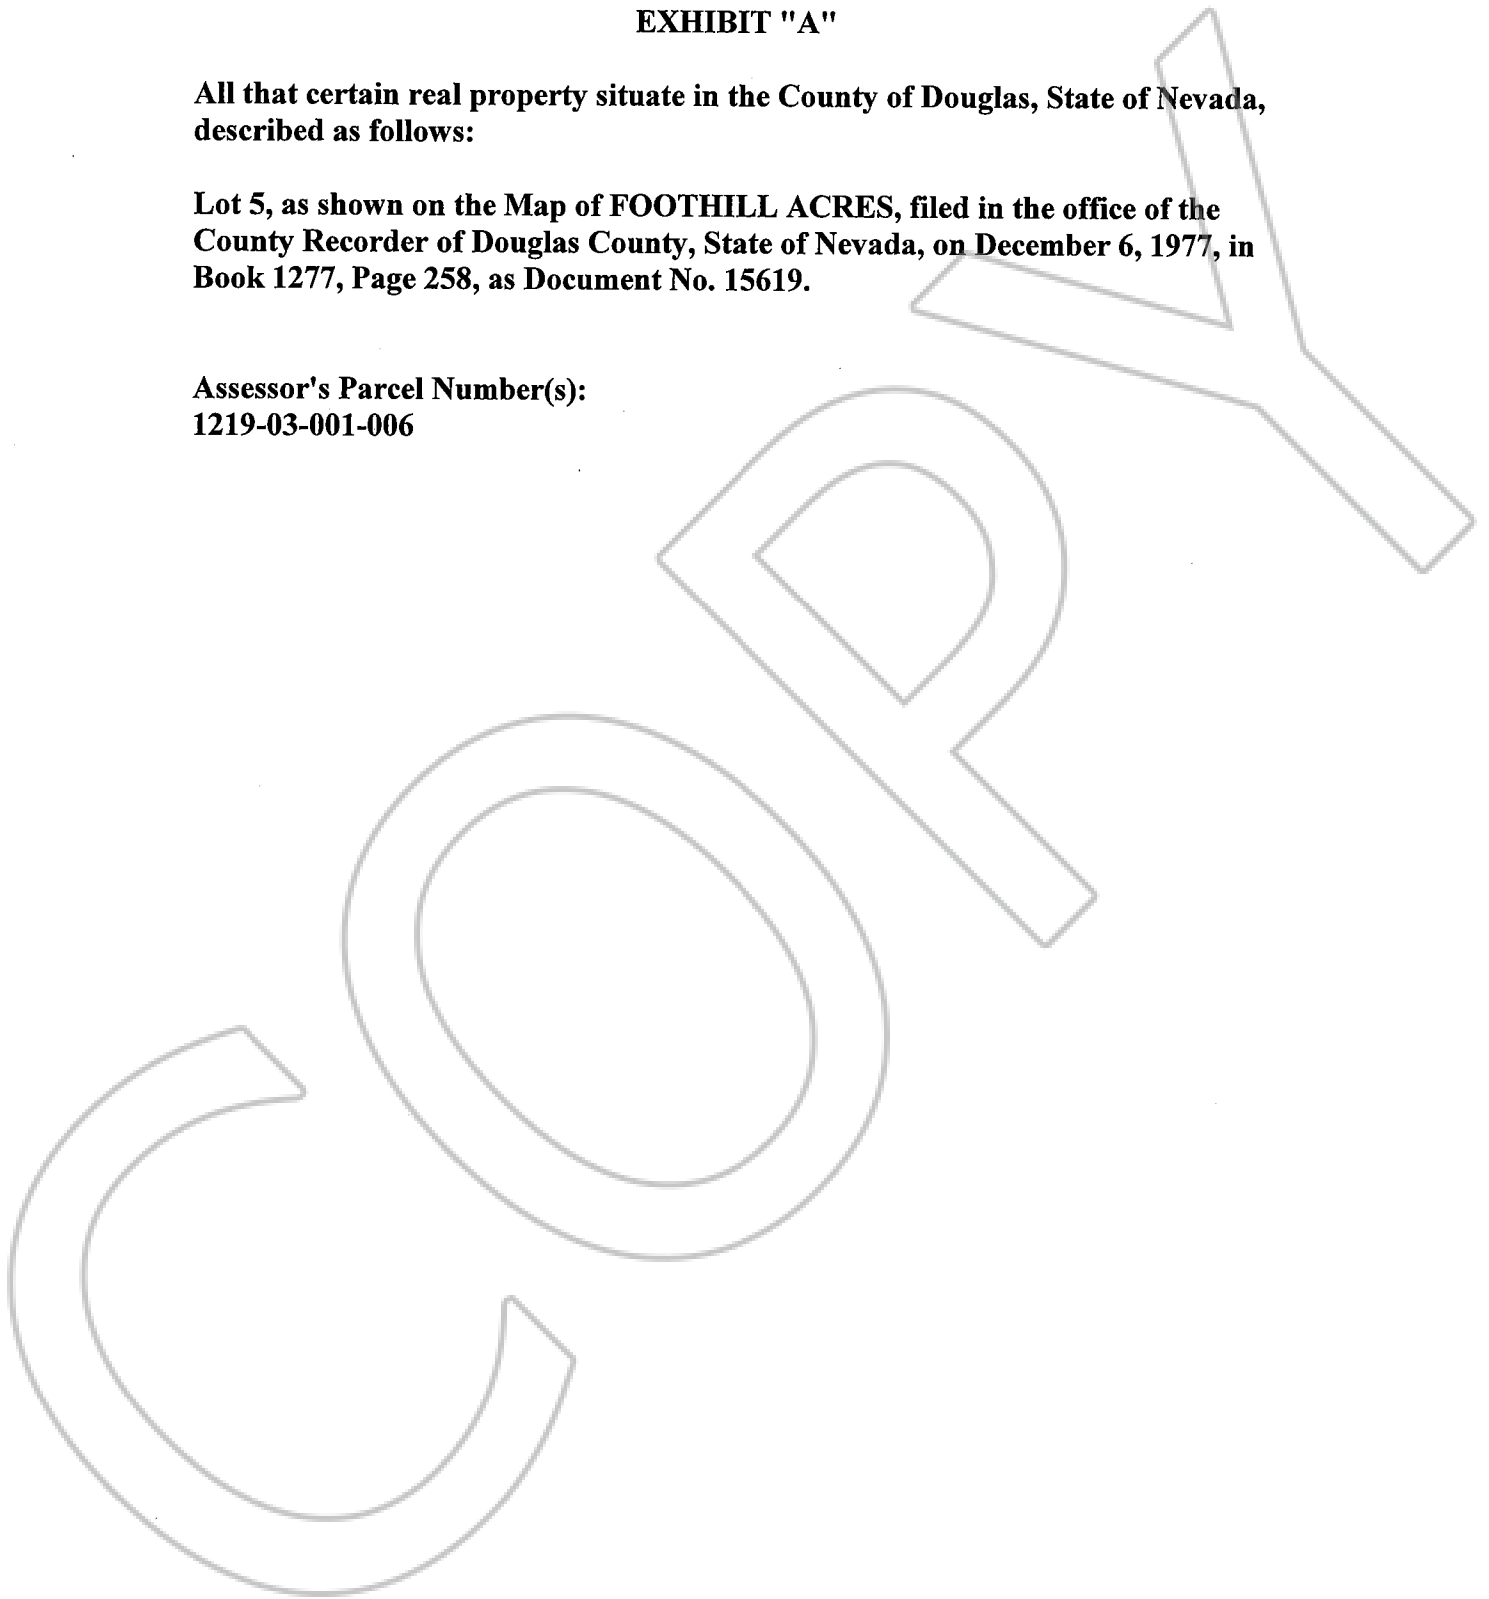 EXHIBIT "A"
All that certain real property situate in the County of Douglas, State of Nevada,
described as follows:
Lot 5, as shown on the Map of FOOTHILL ACRES, filed in the office of the
County Recorder of Douglas County, State of Nevada, on December 6, 1977, in
Book 1277, Page 258, as Document No. 15619.
Assessor's Parcel Number(s):
1219-03-001-006
COPY